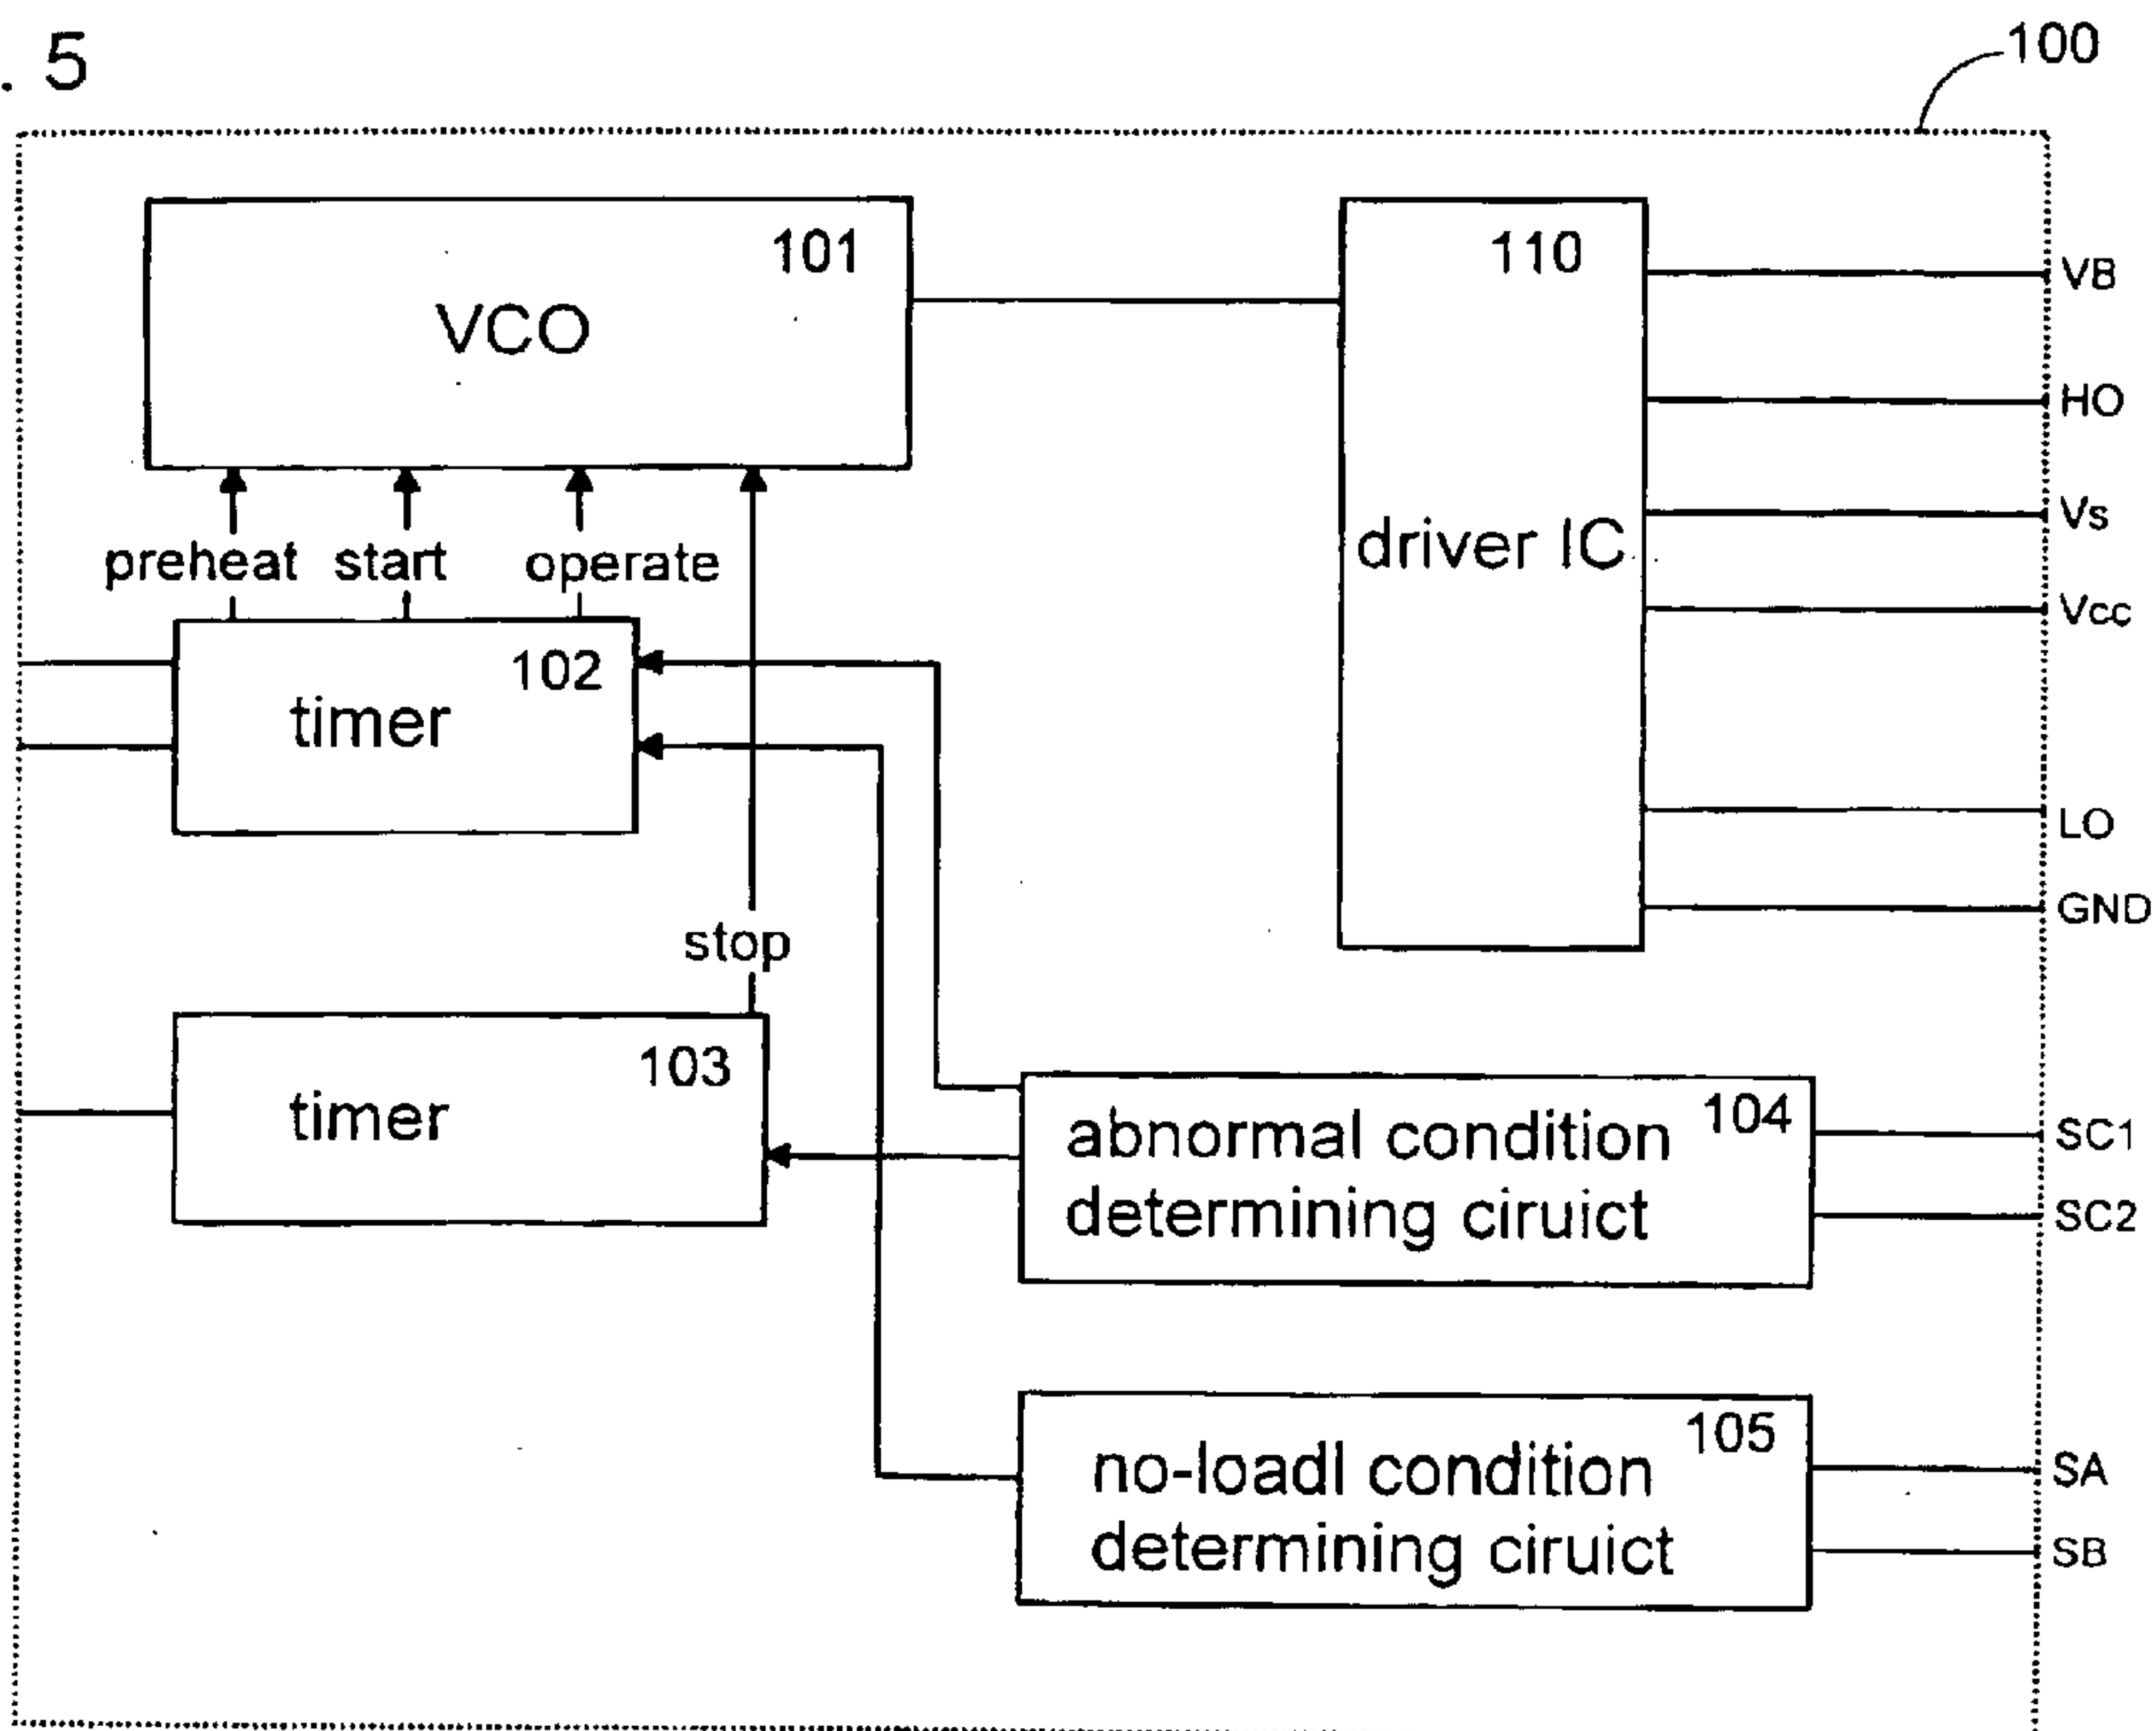 . 5
100
101
VCO
110
driver IC
VB
HO
Vs
Vcc
LO
GND
preheat start operate
102
timer
stop
103
timer
104
abnormal condition
determining ciruict
SC1
SC2
105
no-loadl condition
determining ciruict
SA
SB